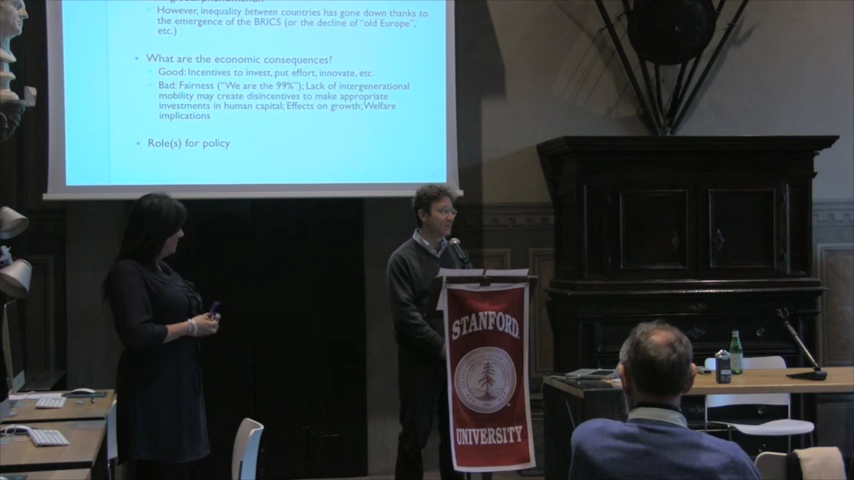 phenomenon
However, inequality between countries has gone down thanks to
the emergence of the BRICS (or the decline of "old Europe",
etc.)
What are the economic consequences?
Good: Incentives to invest, put effort, innovate, etc.
Bad: Fairness ("We are the 99%"); Lack of intergenerational
mobility may create disincentives to make appropriate
investments in human capital; Effects on growth; Welfare
implications
Role(s) for policy
STANFORD
UNIVERSITY